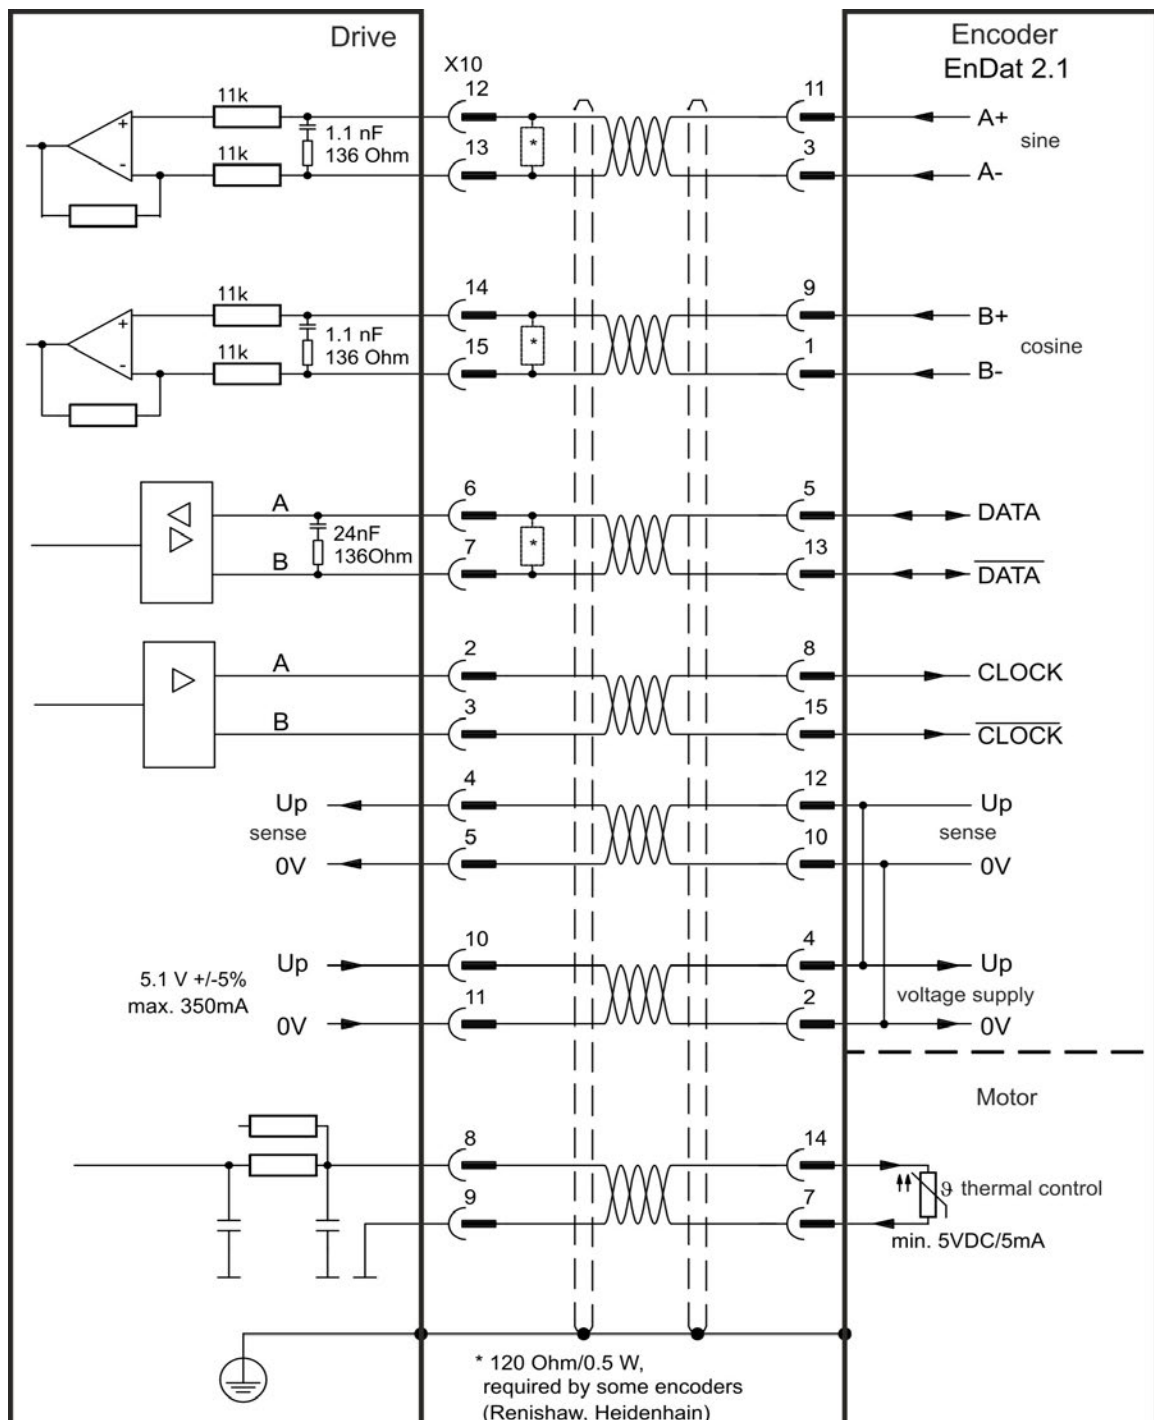 Drive
Encoder
EnDat 2.1
X10
11k
12
11
A+
+
1.1 nF
136 Ohm
*
sine
-
11k
13
3
A-
11k
14
9
B+
+
1.1 nF
136 Ohm
*
cosine
-
11k
15
1
B-
A
6
5
DATA
24nF
136Ohm
*
B
7
13
DATA
A
2
8
CLOCK
B
3
15
CLOCK
Up
4
12
Up
sense
sense
0V
5
10
0V
Up
10
4
Up
5.1 V +/-5%
max. 350mA
voltage supply
0V
11
2
0V
Motor
8
14
ϑ thermal control
9
7
min. 5VDC/5mA
* 120 Ohm/0.5 W,
required by some encoders
(Renishaw, Heidenhain)